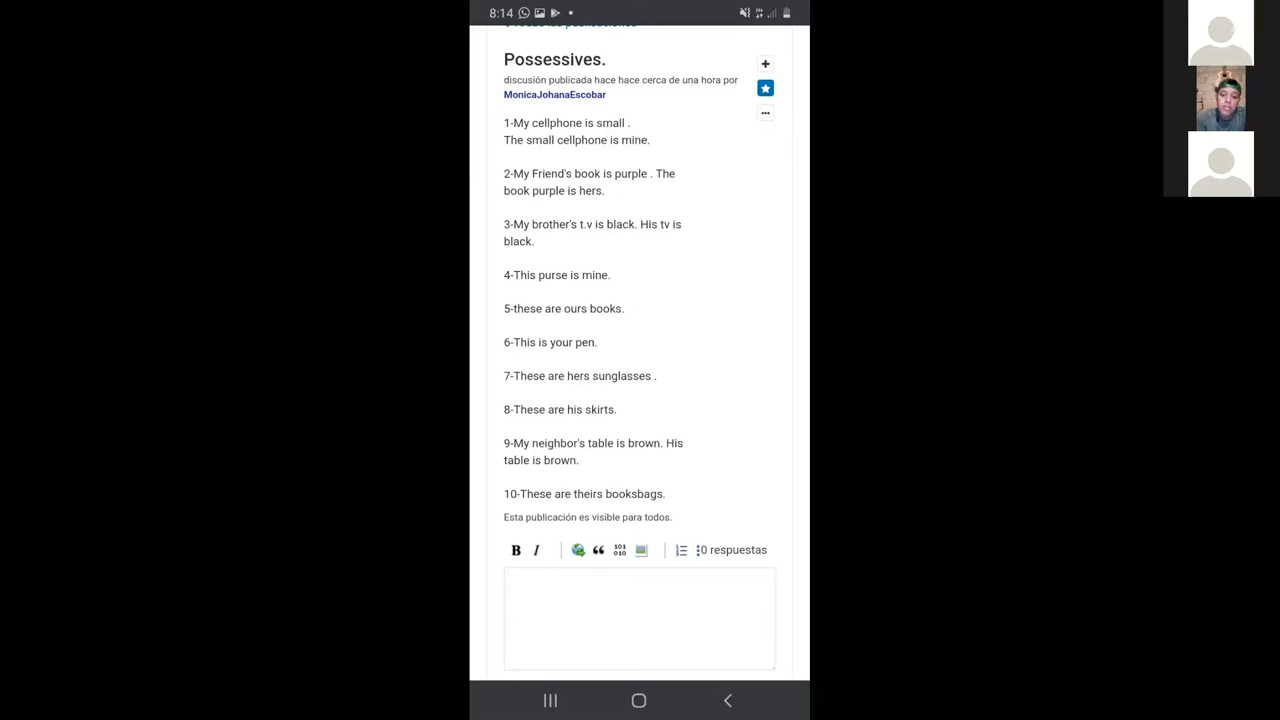 8:14
Possessives.
discusión publicada hace hace cerca de una hora por
MonicaJohanaEscobar
1-My cellphone is small .
The small cellphone is mine.
2-My Friend's book is purple . The
book purple is hers.
3-My brother's t.v is black. His tv is
black.
4-This purse is mine.
5-these are ours books.
6-This is your pen.
7-These are hers sunglasses .
8-These are his skirts.
9-My neighbor's table is brown. His
table is brown.
10-These are theirs booksbags.
Esta publicación es visible para todos.
B I 101 010 0 respuestas